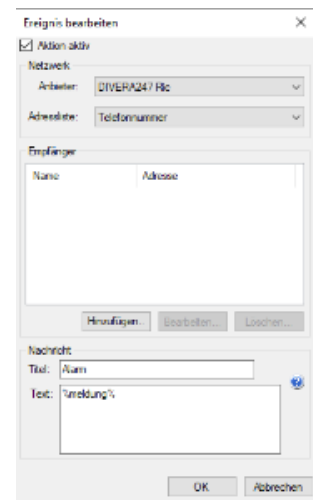 Ereignis bearbeiten
Aktion aktiv
Netzwerk
Anbieter: DIVERA247 Ric
Adressliste: Telefonnummer
Empfänger
Name Adresse
Hinzufügen... Bearbeiten... Löschen...
Nachricht
Titel: Alarm
Text: %meldung%
OK Abbrechen